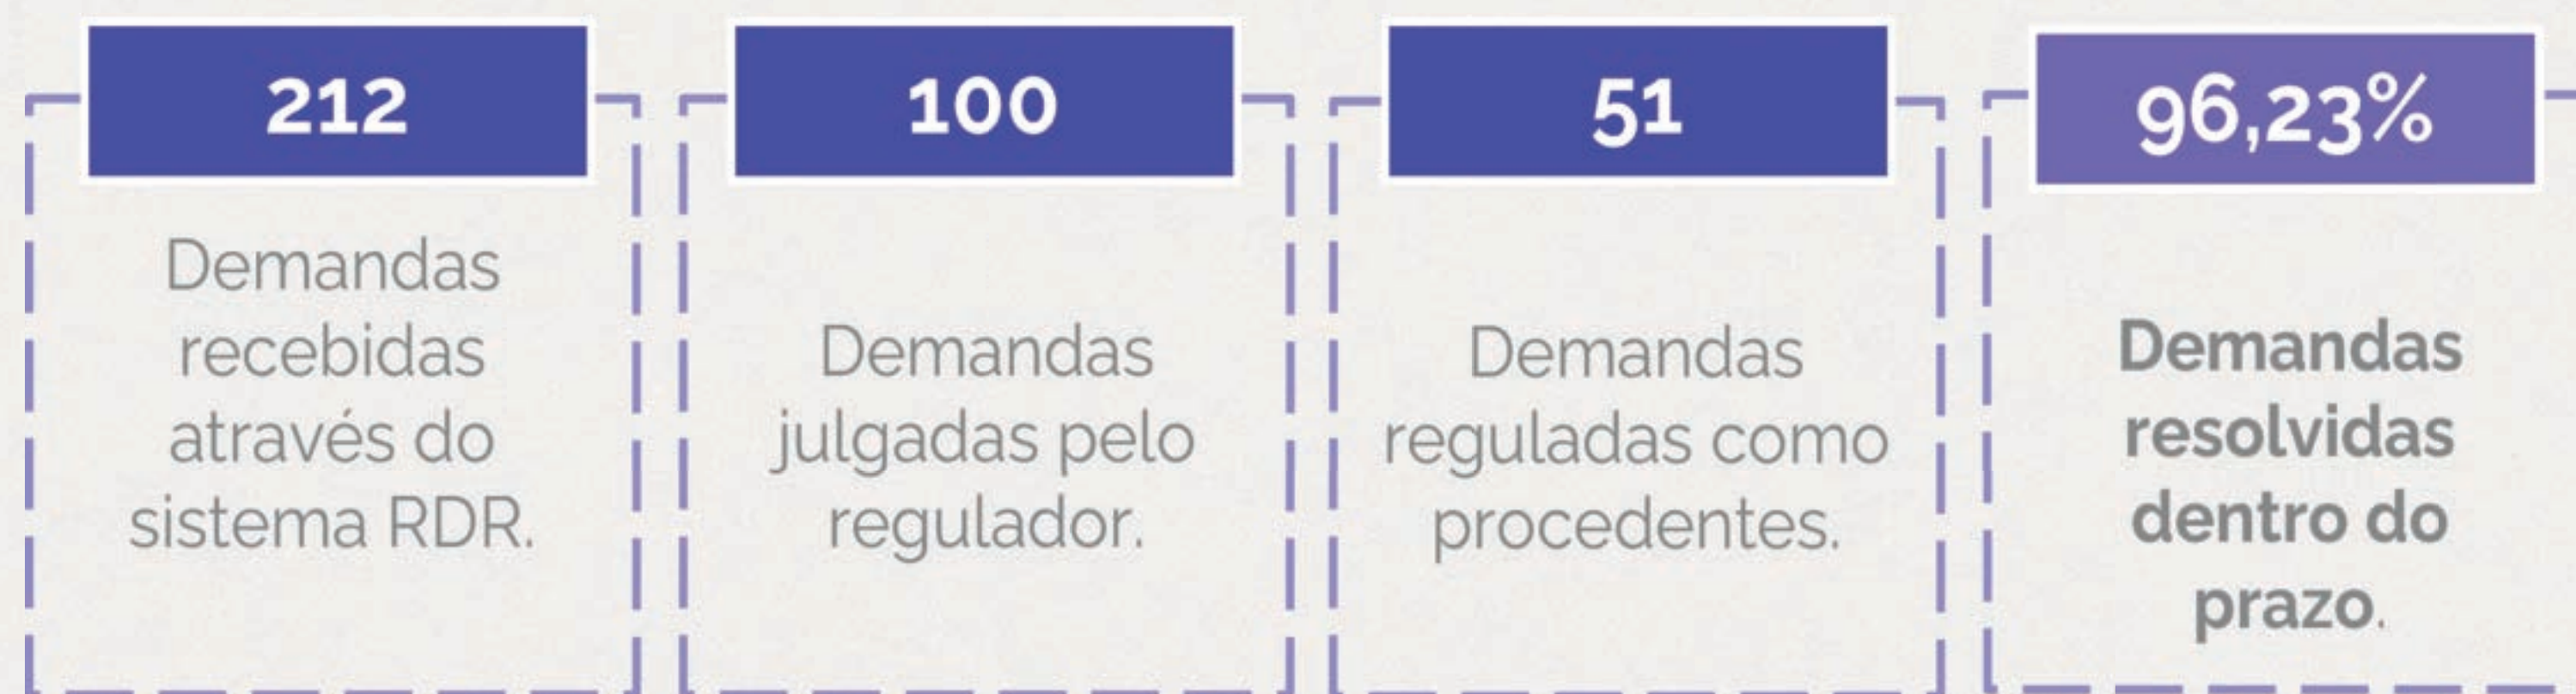 212
Demandas
recebidas
através do
sistema RDR.
100
Demandas
julgadas pelo
regulador.
51
Demandas
reguladas como
procedentes.
96,23%
Demandas
resolvidas
dentro do
prazo.